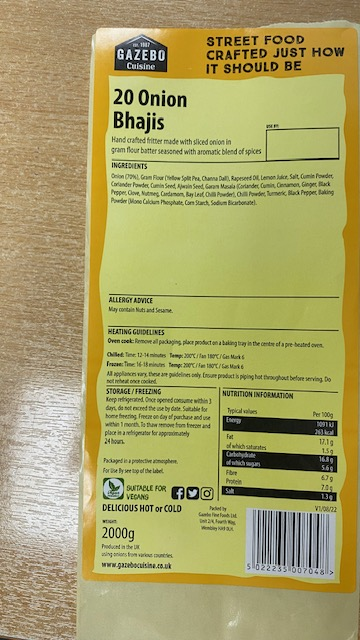 EST. 1987
GAZEBO
Cuisine
STREET FOOD
CRAFTED JUST HOW
IT SHOULD BE
20 Onion
Bhajis
Hand crafted fritter made with sliced onion in
gram flour batter seasoned with aromatic blend of spices
USE BY:
INGREDIENTS
Onion (70%), Gram Flour (Yellow Split Pea, Channa Dall), Rapeseed Oil, Lemon Juice, Salt, Cumin Powder,
Coriander Powder, Cumin Seed, Ajwain Seed, Garam Masala (Coriander, Cumin, Cinnamon, Ginger, Black
Pepper, Clove, Nutmeg, Cardamom, Bay Leaf, Chilli Powder), Chilli Powder, Turmeric, Black Pepper, Baking
Powder (Mono Calcium Phosphate, Corn Starch, Sodium Bicarbonate).
ALLERGY ADVICE
May contain Nuts and Sesame.
HEATING GUIDELINES
Oven cook: Remove all packaging, place product on a baking tray in the center of a pre-heated oven.
Chilled: Time: 12-14 minutes Temp: 200°C / Fan 180°C / Gas Mark 6
Frozen: Time: 16-18 minutes Temp: 200°C / Fan 180°C / Gas Mark 6
All appliances vary, these are guidelines only. Ensure product is piping hot throughout before serving. Do
not reheat once cooked.
STORAGE / FREEZING
Keep refrigerated. Once opened consume within 3
days, do not exceed the use by date. Suitable for
home freezing. Freeze on day of purchase and use
within 1 month. To thaw remove from freezer and
place in a refrigerator for approximately
24 hours.
Packaged in a protective atmosphere.
For Use By see top of the label.
NUTRITION INFORMATION
Typical values Per 100g
Energy 1091 kJ
263 kcal
Fat 17.1 g
of which saturates 1.5 g
Carbohydrate 16.8 g
of which sugars 5.6 g
Fibre 6.7 g
Protein 7.0 g
Salt 1.3 g
SUITABLE FOR
VEGANS
DELICIOUS HOT or COLD
WEIGHT:
2000g
Produced in the UK
using onions from various countries.
www.gazebocuisine.co.uk
Packed by
Gazebo Fine Foods Ltd.
Unit 2/4, Fourth Way,
Wembley HA9 0LH.
V1/08/22
5 022235 007048 >